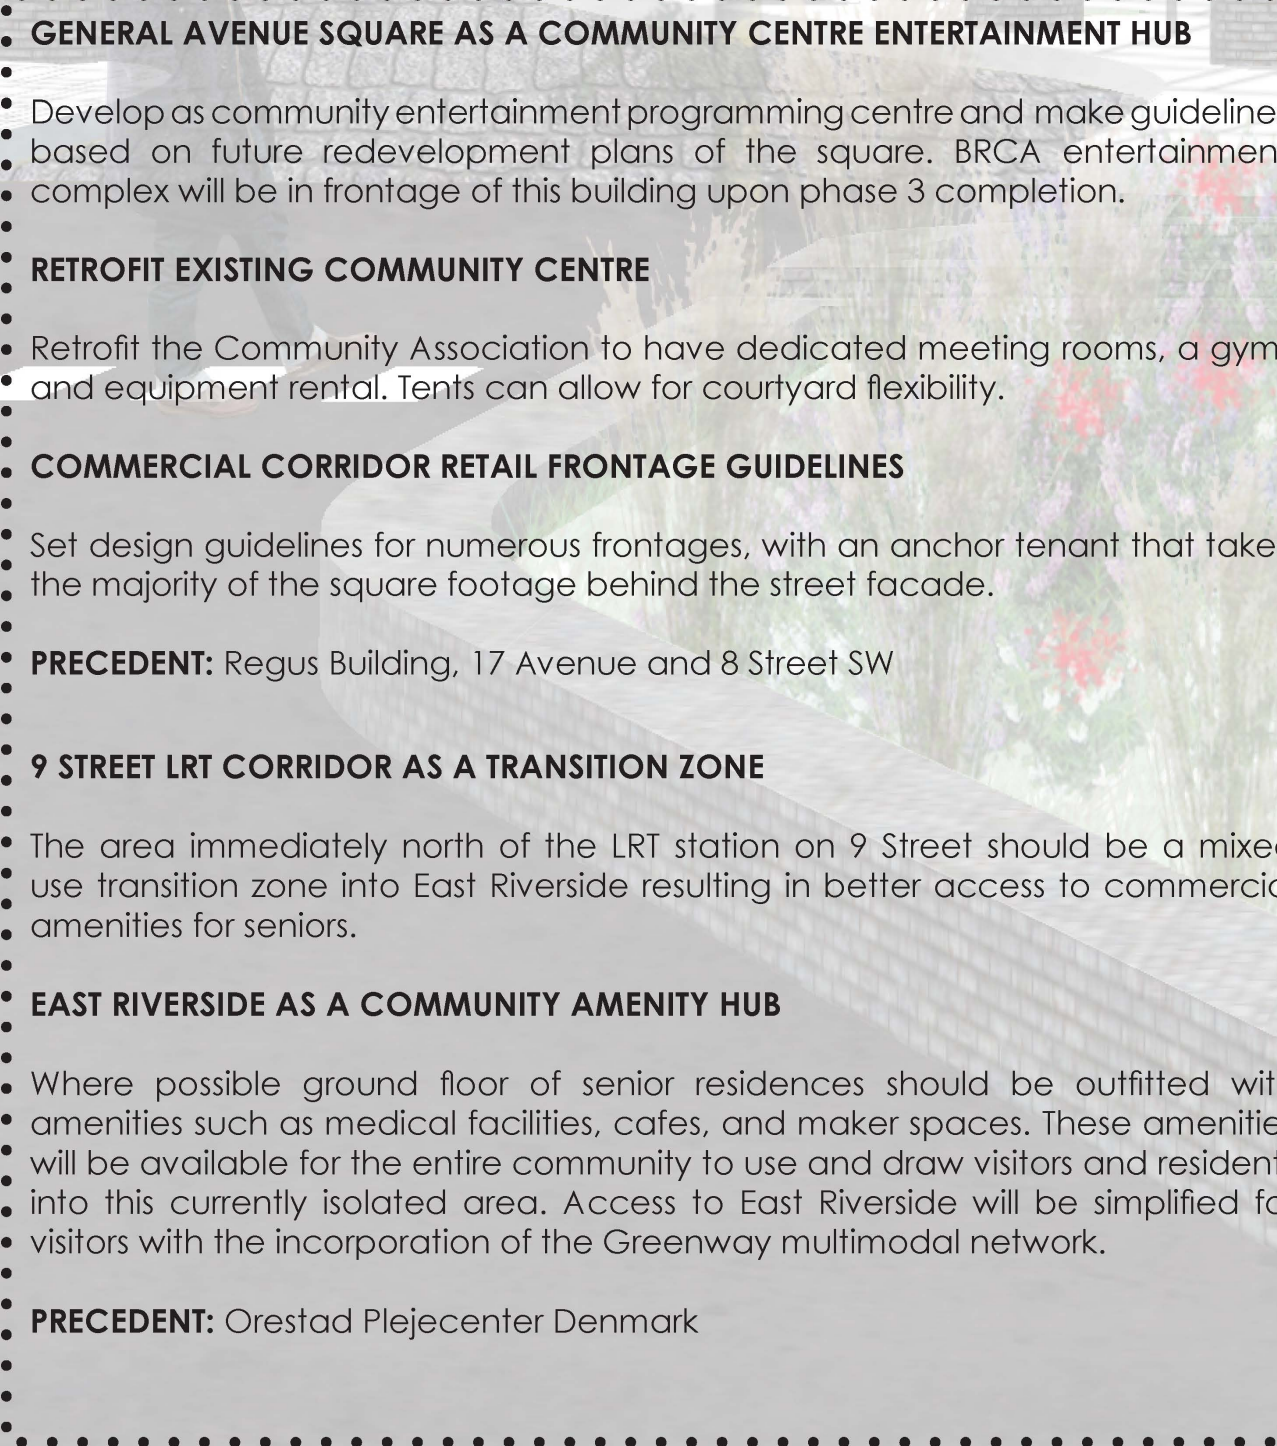 GENERAL AVENUE SQUARE AS A COMMUNITY CENTRE ENTERTAINMENT HUB
Develop as community entertainment programming centre and make guideline
based on future redevelopment plans of the square. BRCA entertainmen
complex will be in frontage of this building upon phase 3 completion.
RETROFIT EXISTING COMMUNITY CENTRE
Retrofit the Community Association to have dedicated meeting rooms, a gym
and equipment rental. Tents can allow for courtyard flexibility.
COMMERCIAL CORRIDOR RETAIL FRONTAGE GUIDELINES
Set design guidelines for numerous frontages, with an anchor tenant that take
the majority of the square footage behind the street facade.
PRECEDENT: Regus Building, 17 Avenue and 8 Street SW
9 STREET LRT CORRIDOR AS A TRANSITION ZONE
The area immediately north of the LRT station on 9 Street should be a mixe
use transition zone into East Riverside resulting in better access to commercia
amenities for seniors.
EAST RIVERSIDE AS A COMMUNITY AMENITY HUB
Where possible ground floor of senior residences should be outfitted wit
amenities such as medical facilities, cafes, and maker spaces. These amenitie
will be available for the entire community to use and draw visitors and resident
into this currently isolated area. Access to East Riverside will be simplified fo
visitors with the incorporation of the Greenway multimodal network.
PRECEDENT: Orestad Plejecenter Denmark